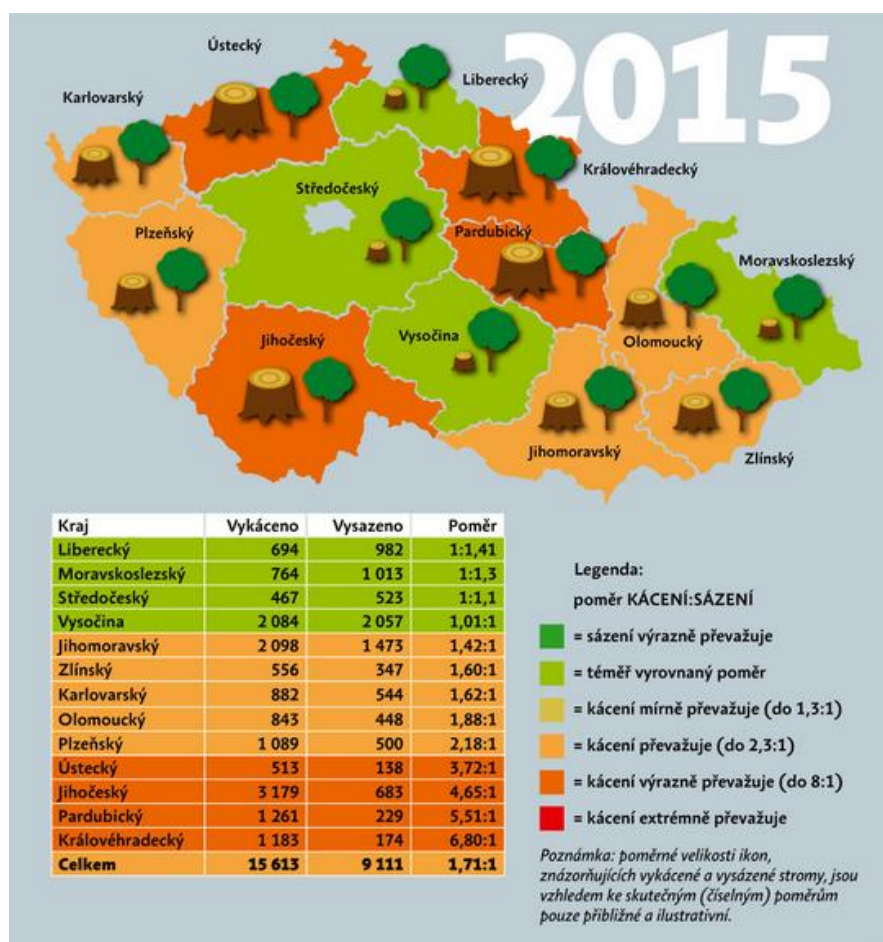 2015
Ústecký
Liberecký
Karlovarský
Královéhradecký
Středočeský
Plzeňský
Pardubický
Moravskoslezský
Jihočeský
Vysočina
Olomoucký
Jihomoravský
Zlínský
Kraj Vykáceno Vysazeno Poměr
Liberecký 694 982 1:1,41
Moravskoslezský 764 1 013 1:1,3
Středočeský 467 523 1:1,1
Vysočina 2 084 2 057 1,01:1
Jihomoravský 2 098 1 473 1,42:1
Zlínský 556 347 1,60:1
Karlovarský 882 544 1,62:1
Olomoucký 843 448 1,88:1
Plzeňský 1 089 500 2,18:1
Ústecký 513 138 3,72:1
Jihočeský 3 179 683 4,65:1
Pardubický 1 261 229 5,51:1
Královéhradecký 1 183 174 6,80:1
Celkem 15 613 9 111 1,71:1
Legenda:
poměr KÁCENÍ:SÁZENÍ
= sázení výrazně převažuje
= téměř vyrovnaný poměr
= kácení mírně převažuje (do 1,3:1)
= kácení převažuje (do 2,3:1)
= kácení výrazně převažuje (do 8:1)
= kácení extrémně převažuje
Poznámka: poměrné velikosti ikon,
znázorňujících vykácené a vysázené stromy, jsou
vzhledem ke skutečným (číselným) poměrům
pouze přibližné a ilustrativní.